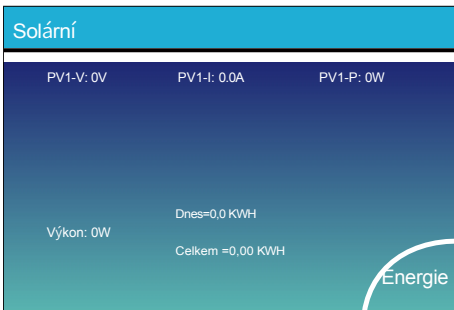 Solární
PV1-V: 0V PV1-I: 0.0A PV1-P: 0W
Dnes=0,0 KWH
Výkon: 0W
Celkem =0,00 KWH
Energie